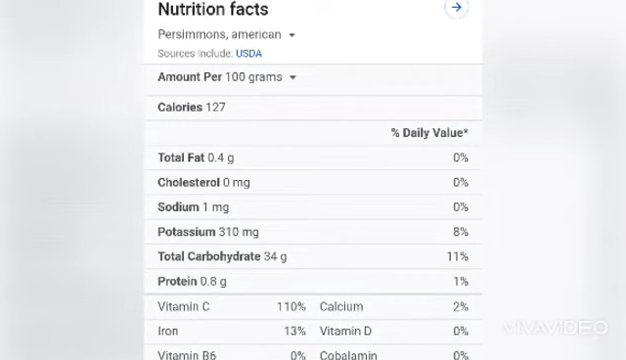 Nutrition facts
Persimmons, american
Sources include: USDA
Amount Per 100 grams
Calories 127
% Daily Value*
Total Fat 0.4 g 0%
Cholesterol 0 mg 0%
Sodium 1 mg 0%
Potassium 310 mg 8%
Total Carbohydrate 34 g 11%
Protein 0.8 g 1%
Vitamin C 110% Calcium 2%
Iron 13% Vitamin D 0%
Vitamin B6 0% Cobalamin 0%
VIVAVIDEO